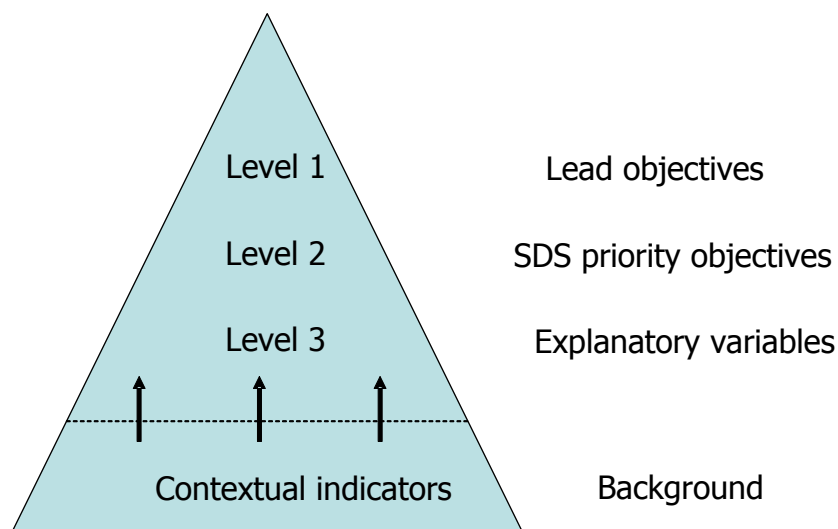 Level 1 Lead objectives
Level 2 SDS priority objectives
Level 3 Explanatory variables
Contextual indicators Background